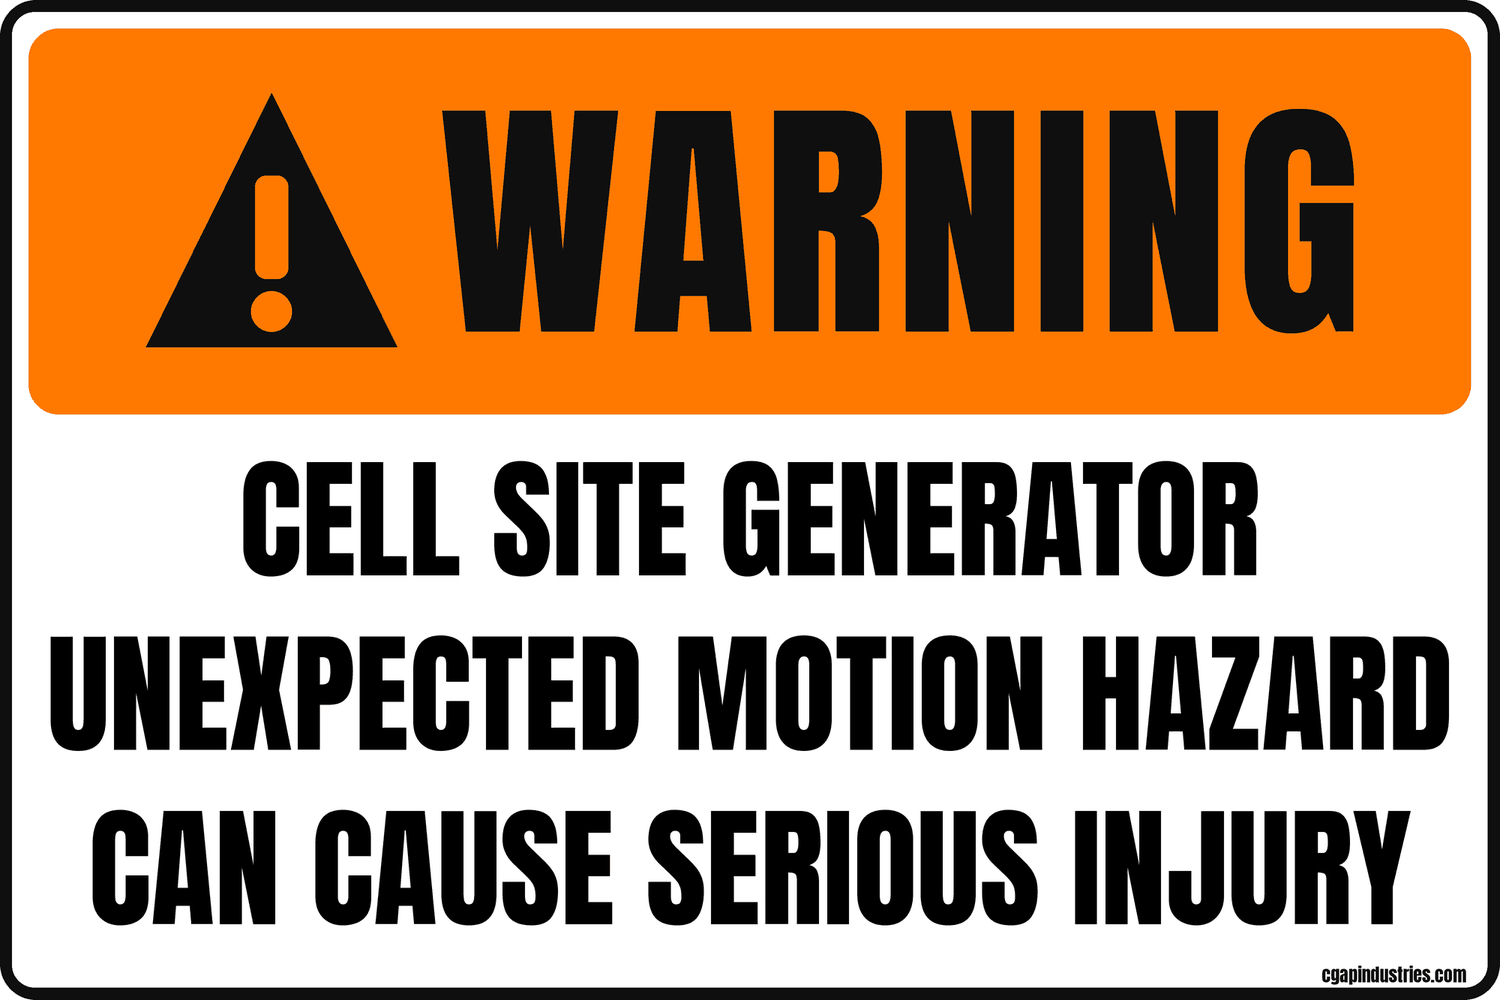 WARNING
CELL SITE GENERATOR
UNEXPECTED MOTION HAZARD
CAN CAUSE SERIOUS INJURY
cgapindustries.com